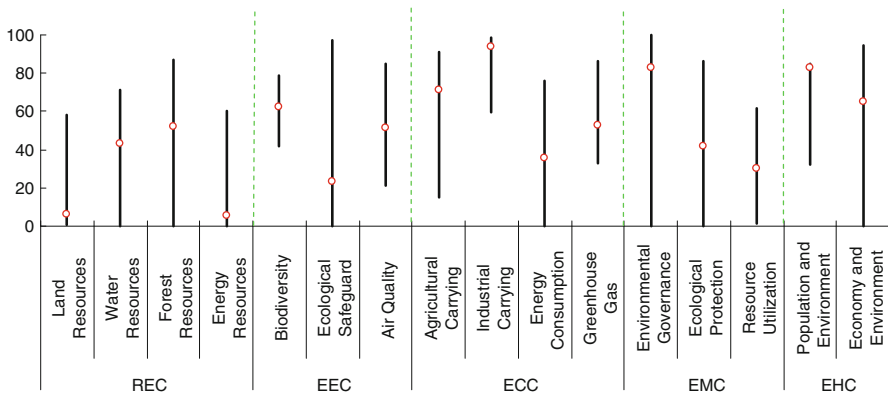 100
80
60
40
20
0
Land
Resources
Water
Resources
Forest
Resources
Energy
Resources
Biodiversity
Ecological
Safeguard
Air Quality
Agricultural
Carrying
Industrial
Carrying
Energy
Consumption
Greenhouse
Gas
Environmental
Governance
Ecological
Protection
Resource
Utilization
Population and
Environment
Economy and
Environment
REC
EEC
ECC
EMC
EHC